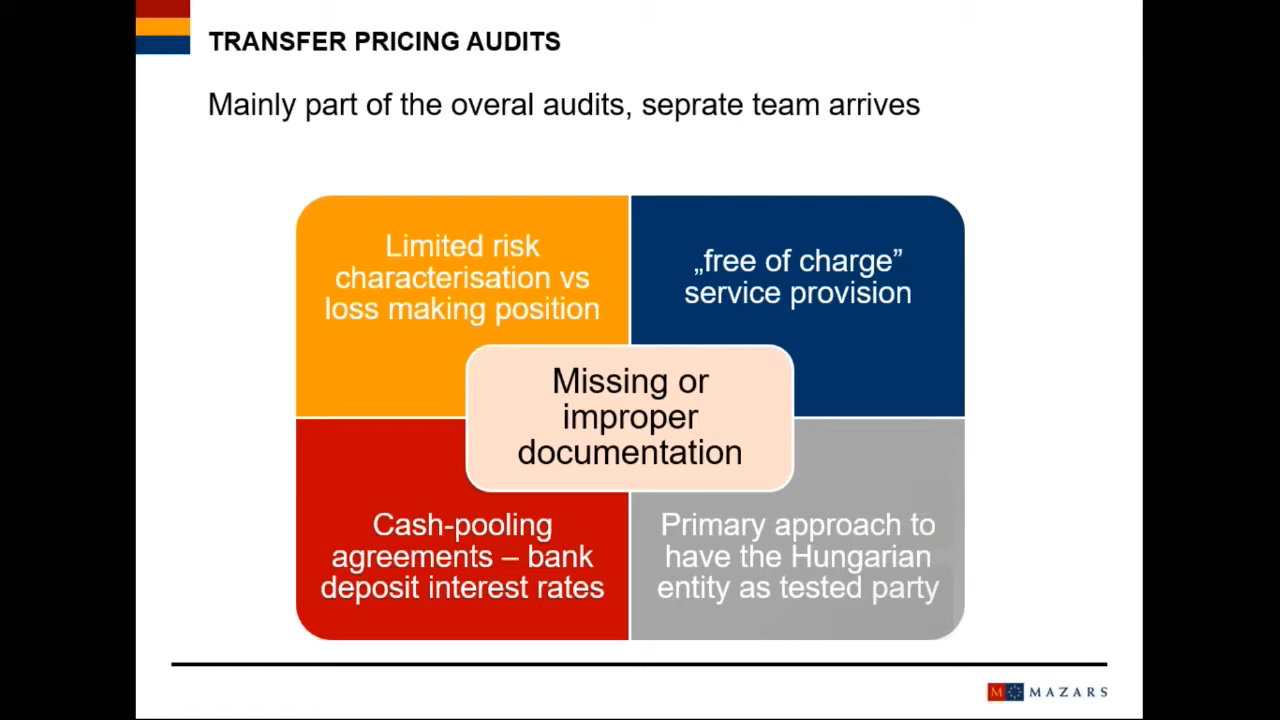 TRANSFER PRICING AUDITS
Mainly part of the overal audits, seprate team arrives
Limited risk
characterisation vs
loss making position
„free of charge”
service provision
Missing or
improper
documentation
Cash-pooling
agreements – bank
deposit interest rates
Primary approach to
have the Hungarian
entity as tested party
M MAZARS